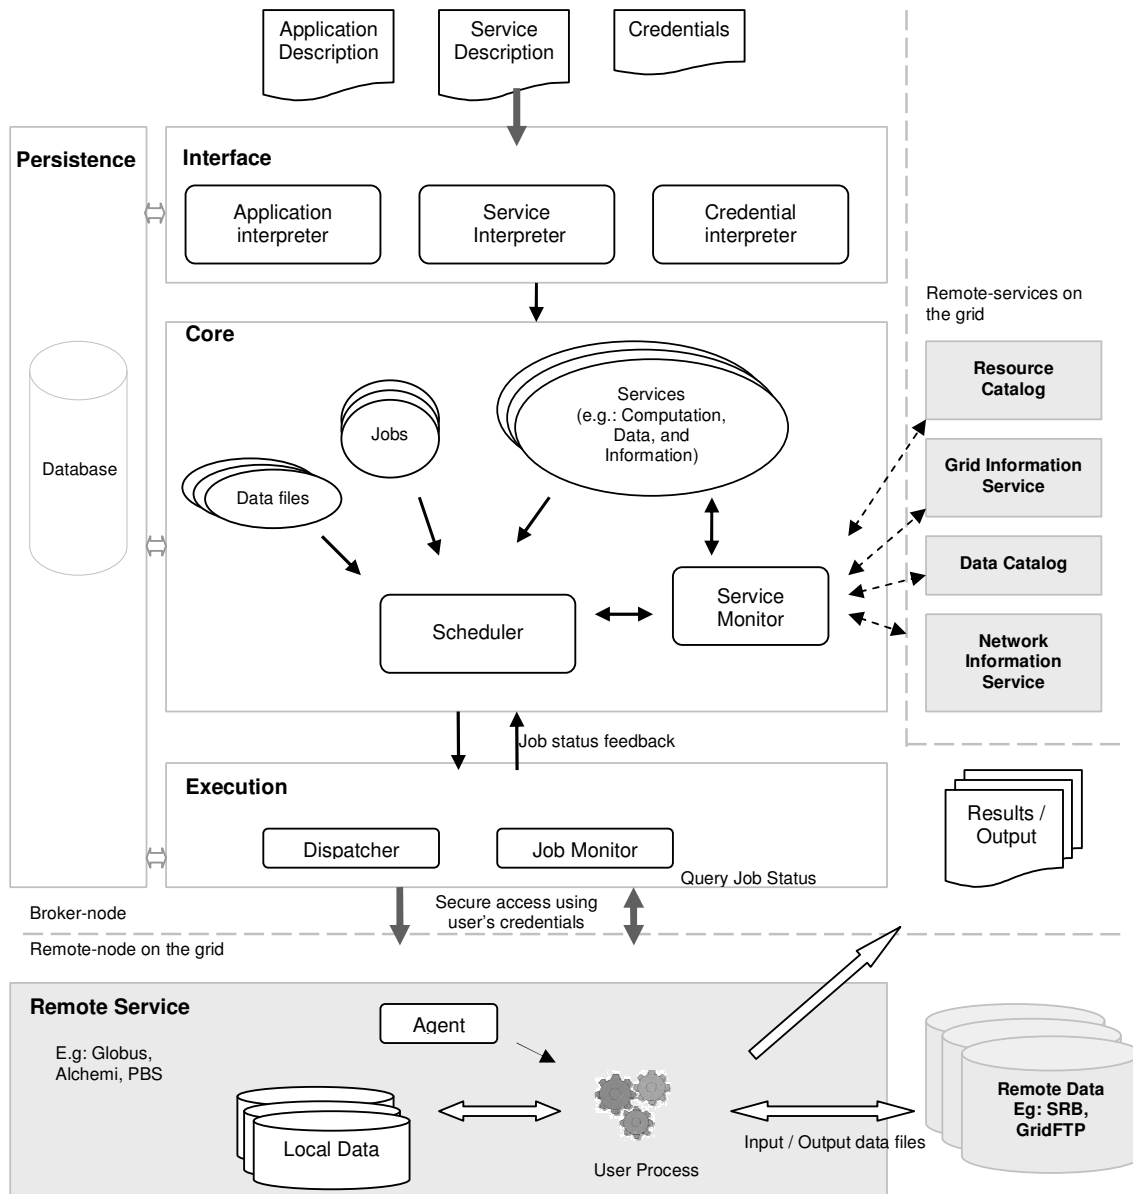 Application
Description
Service
Description
Credentials
Persistence
Interface
Application
interpreter
Service
Interpreter
Credential
interpreter
Remote-services on
the grid
Core
Resource
Catalog
Services
(e.g.: Computation,
Data, and
Information)
Jobs
Database
Data files
Grid Information
Service
Data Catalog
Service
Monitor
Scheduler
Network
Information
Service
Job status feedback
Execution
Results /
Output
Dispatcher
Job Monitor
Query Job Status
Secure access using
user's credentials
Broker-node
Remote-node on the grid
Remote Service
Agent
E.g: Globus,
Alchemi, PBS
Remote Data
Eg: SRB,
GridFTP
Local Data
Input / Output data files
User Process